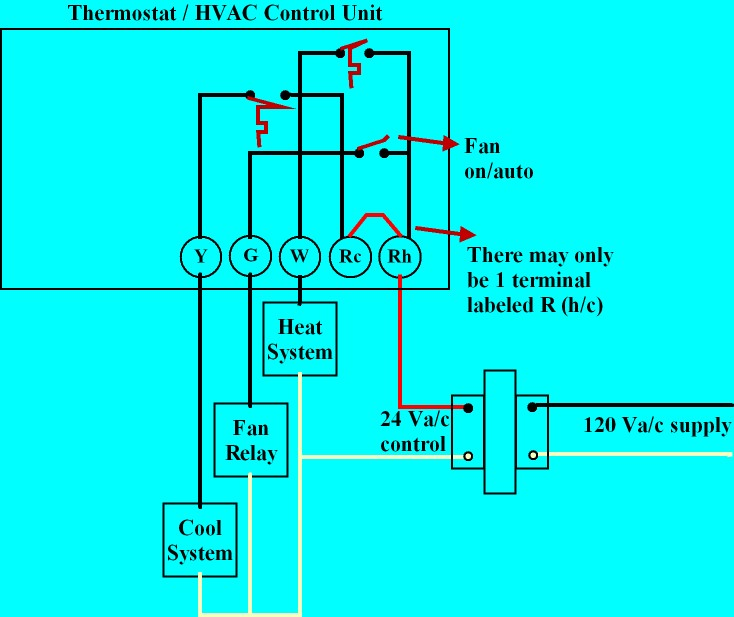 Thermostat / HVAC Control Unit
Fan
on/auto
Y
G
W
Rc
Rh
There may only
be 1 terminal
labeled R (h/c)
Heat
System
24 Va/c
control
120 Va/c supply
Fan
Relay
Cool
System